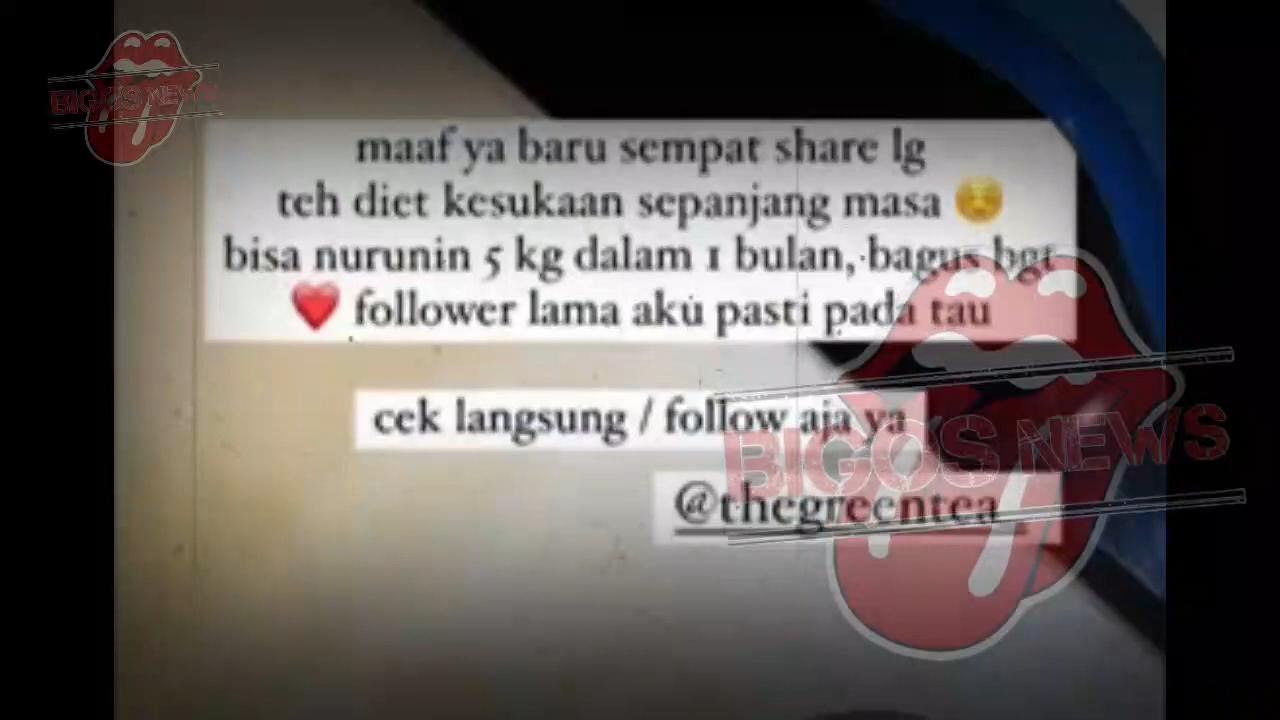 BIGOS NEWS
maaf ya baru sempat share lg
teh diet kesukaan sepanjang masa ☺️
bisa nurunin 5 kg dalam 1 bulan, bagus bgt
❤️ follower lama aku pasti pada tau
cek langsung / follow aja ya
BIGOS NEWS
@thegreentea_